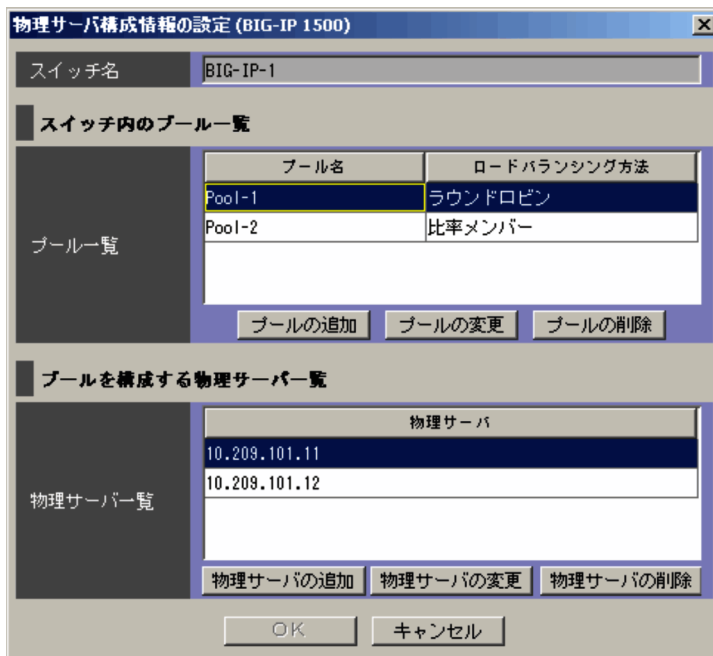 物理サーバ構成情報の設定 (BIG-IP 1500)
スイッチ名 BIG-IP-1
スイッチ内のプール一覧
プール名 ロードバランシング方法
Pool-1 ラウンドロビン
Pool-2 比率メンバー
プール一覧
プールの追加 プールの変更 プールの削除
プールを構成する物理サーバ一覧
物理サーバ
10.209.101.11
10.209.101.12
物理サーバ一覧
物理サーバの追加 物理サーバの変更 物理サーバの削除
OK キャンセル